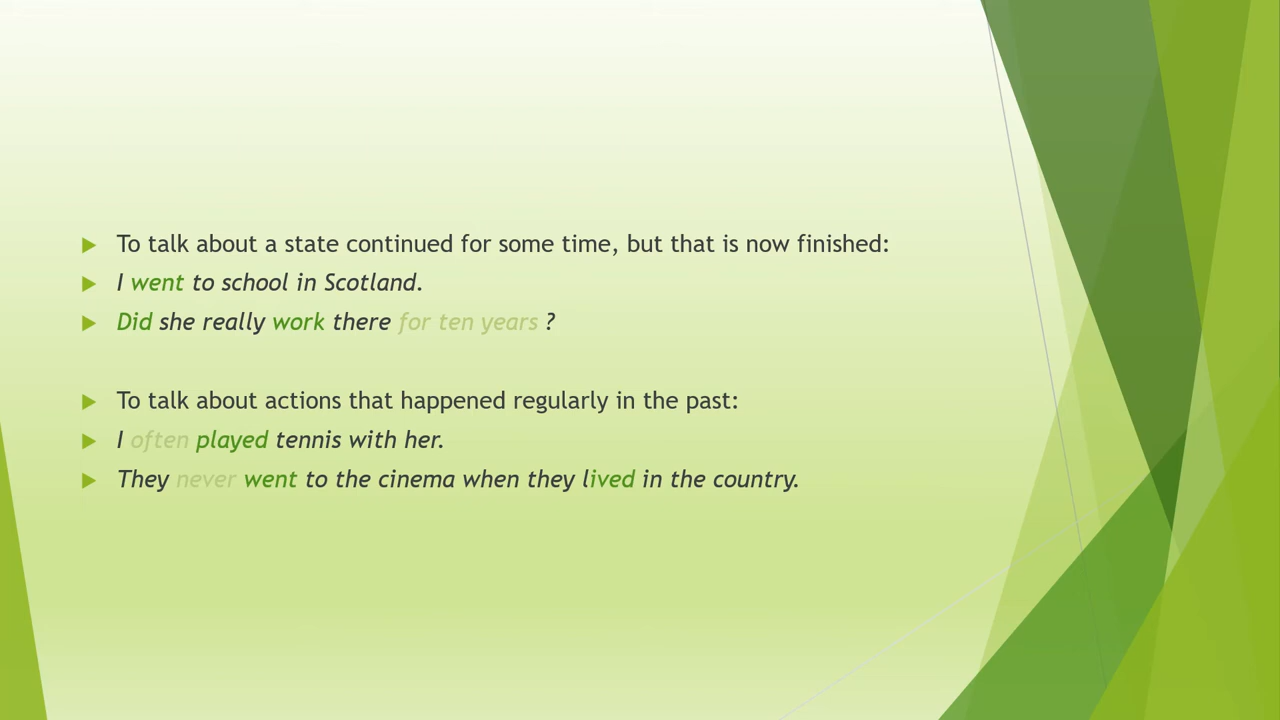 To talk about a state continued for some time, but that is now finished:
I went to school in Scotland.
Did she really work there for ten years ?
To talk about actions that happened regularly in the past:
I often played tennis with her.
They never went to the cinema when they lived in the country.